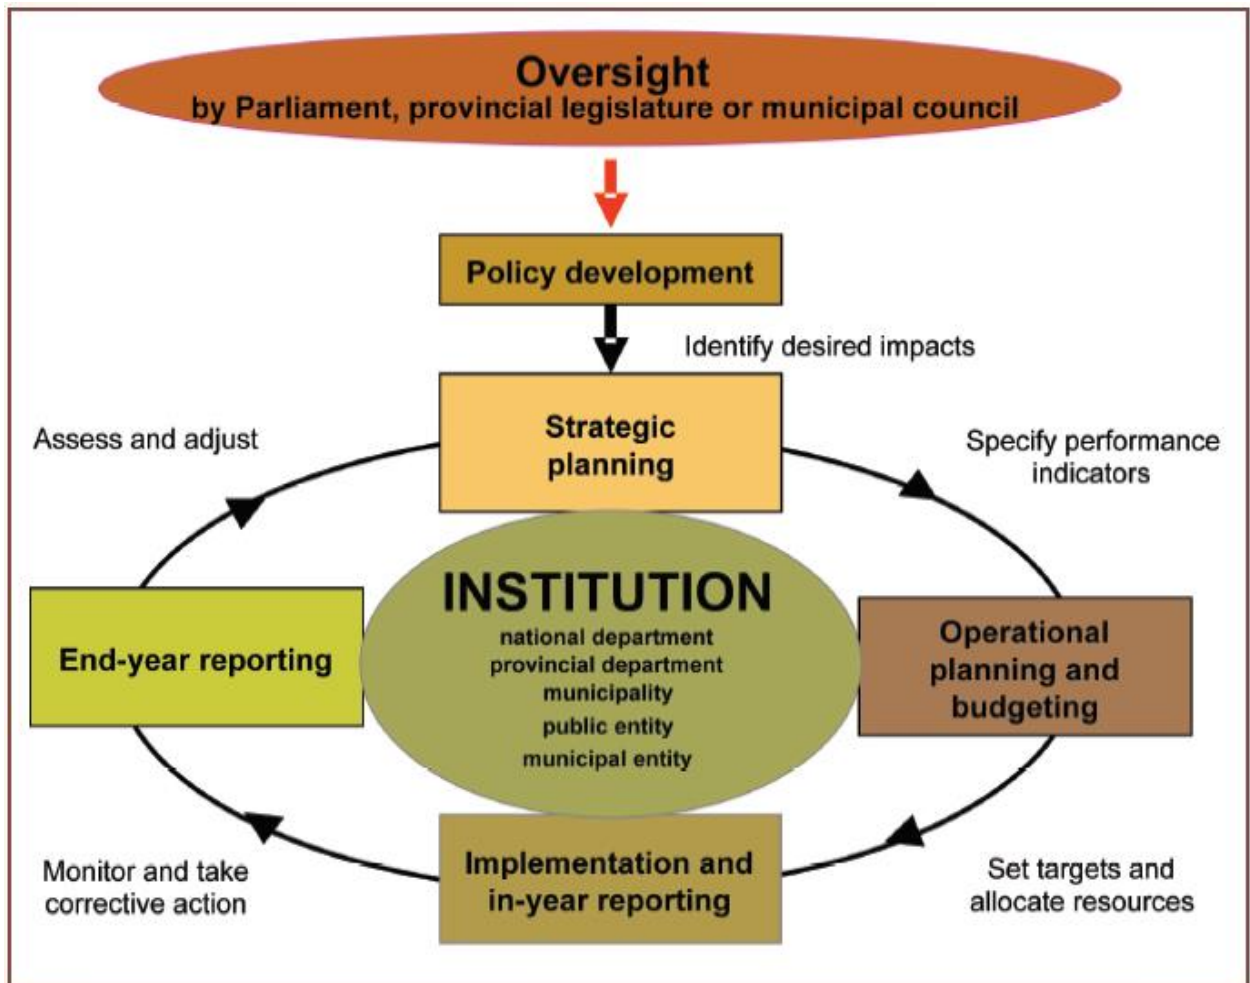 Oversight
by Parliament, provincial legislature or municipal council
Policy development
Identify desired impacts
Strategic
planning
Assess and adjust
Specify performance
indicators
INSTITUTION
national department
provincial department
municipality
public entity
municipal entity
End-year reporting
Operational
planning and
budgeting
Implementation and
in-year reporting
Monitor and take
corrective action
Set targets and
allocate resources